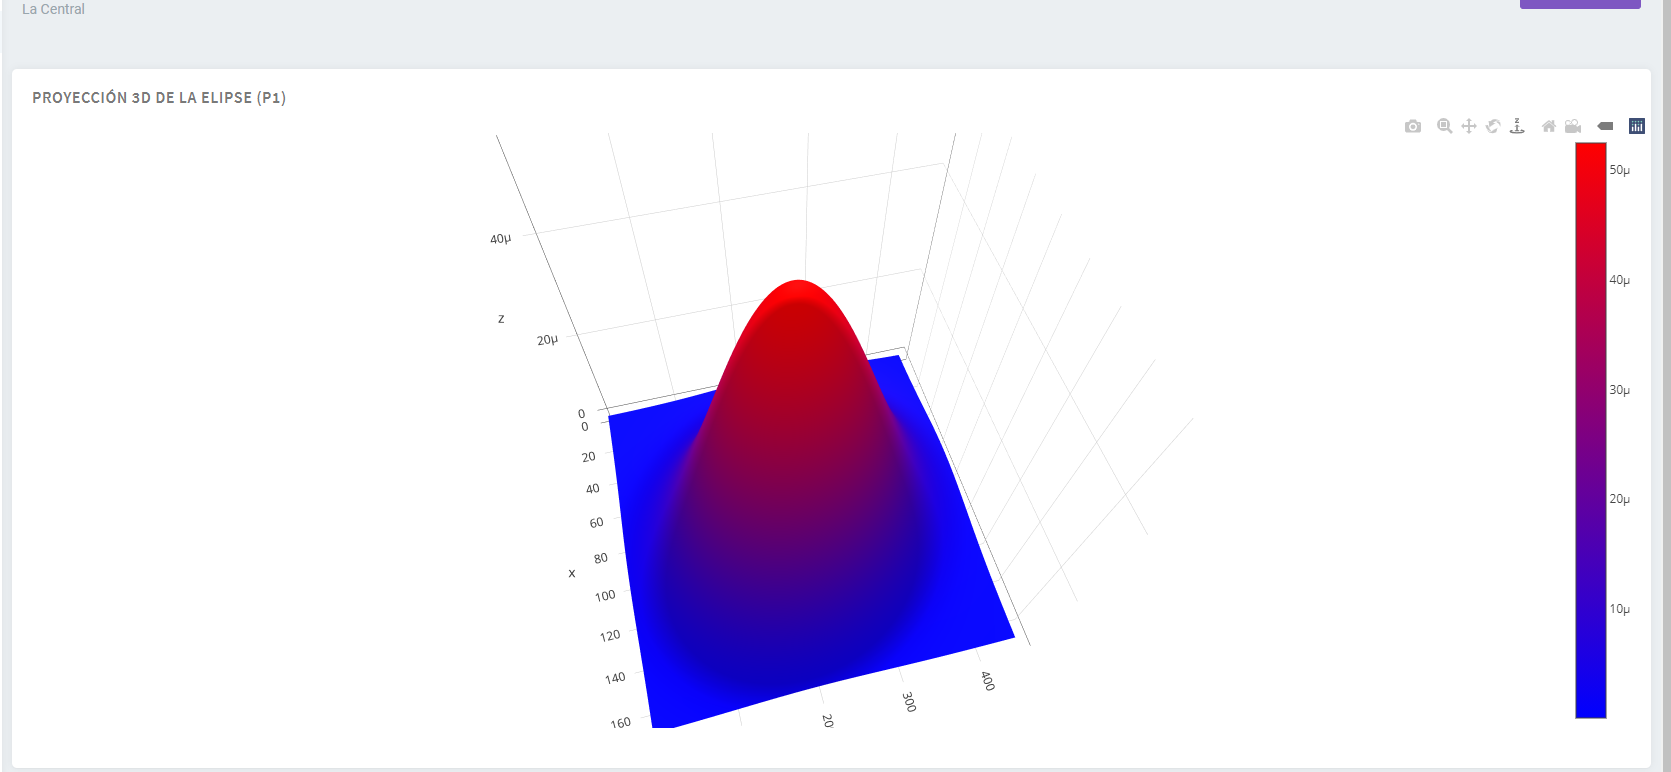 La Central
PROYECCIÓN 3D DE LA ELIPSE (P1)
z
50µ
40µ
z
40µ
20µ
30µ
0
0
20
20µ
40
60
80
x
100
10µ
120
140
400
300
160
20